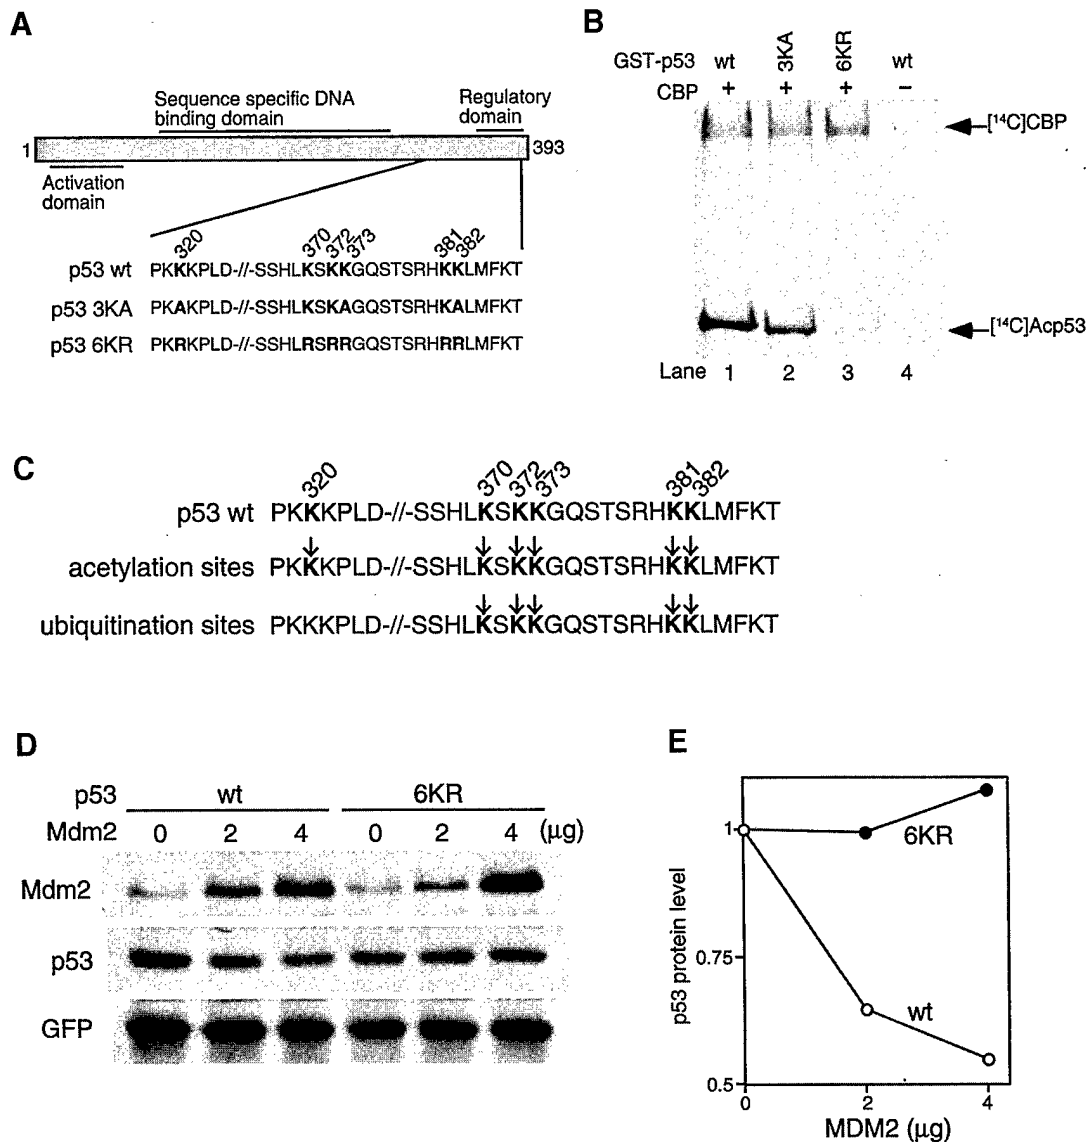 A
Sequence specific DNA
binding domain
Regulatory
domain
1
393
Activation
domain
320 370 372 373 381 382
p53 wt PKKKPLD-//-SSHLKSKKGQSTSRHKKLMFKT
p53 3KA PKAKPLD-//-SSHLKSKAGQSTSRHKALMFKT
p53 6KR PKRKPLD-//-SSHLRSRRGQSTSRHRRLMFKT
B
GST-p53 wt 3KA 6KR wt
CBP + + + –
[¹⁴C]CBP
[¹⁴C]Acp53
Lane 1 2 3 4
C
320 370 372 373 381 382
p53 wt PKKKPLD-//-SSHLKSKKGQSTSRHKKLMFKT
acetylation sites PKKKPLD-//-SSHLKSKKGQSTSRHKKLMFKT
ubiquitination sites PKKKPLD-//-SSHLKSKKGQSTSRHKKLMFKT
D
p53 wt 6KR
Mdm2 0 2 4 0 2 4 (µg)
Mdm2
p53
GFP
E
1
0.75
0.5
p53 protein level
6KR
wt
0 2 4
MDM2 (µg)